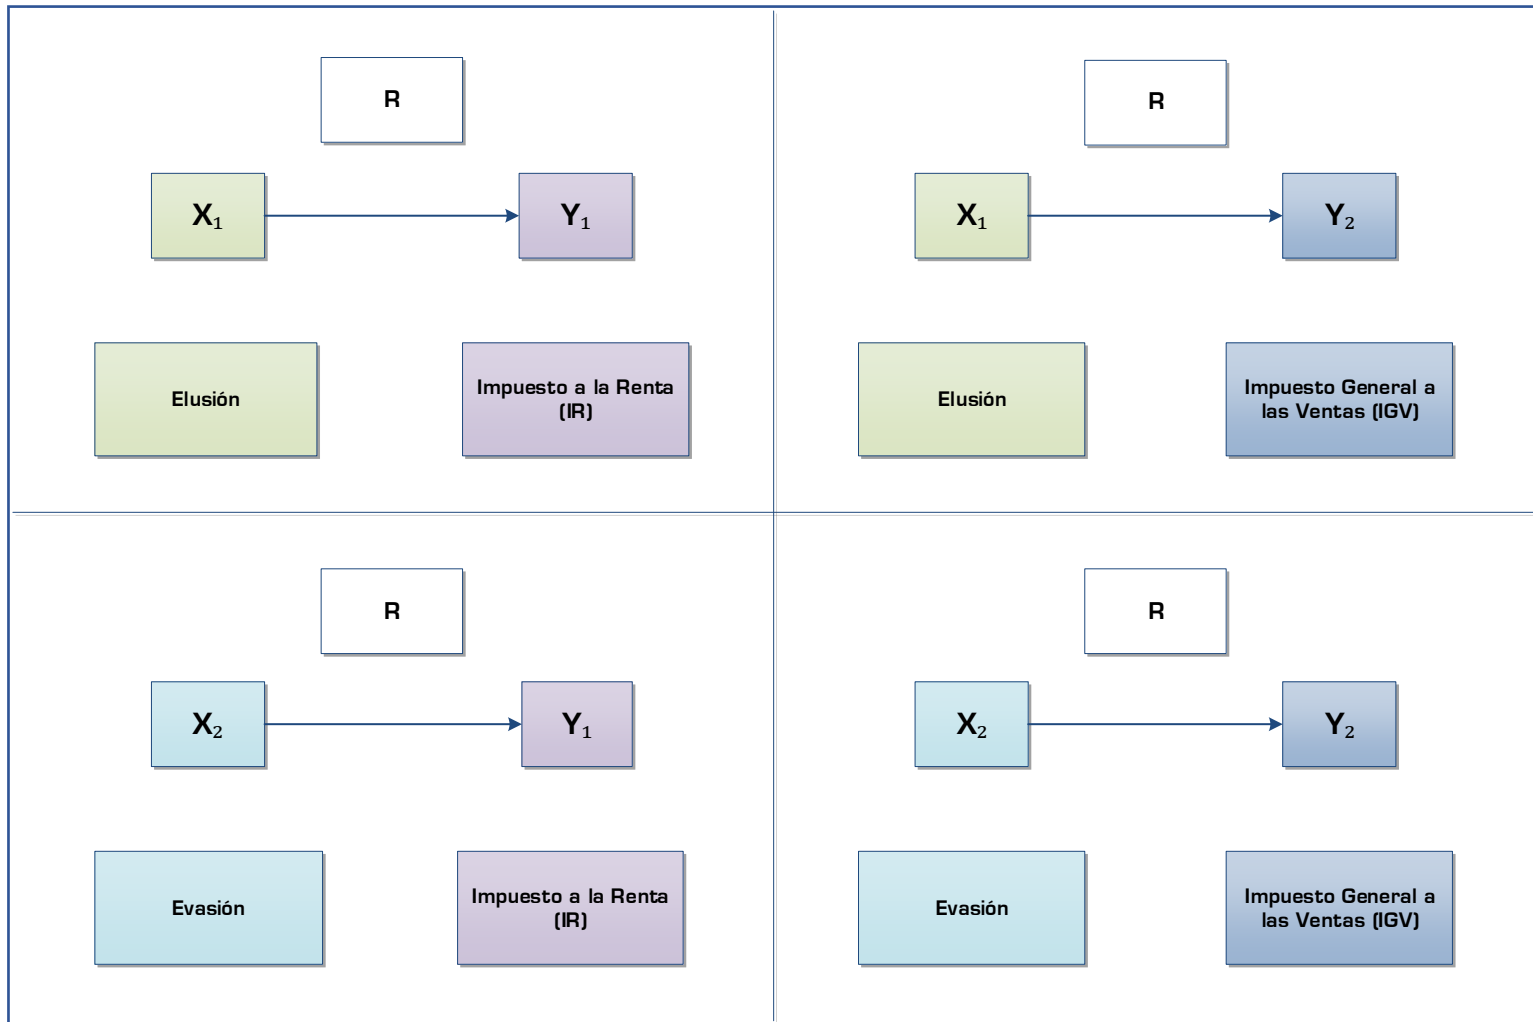 R
X₁
Y₁
Elusión
Impuesto a la Renta
(IR)
R
X₁
Y₂
Elusión
Impuesto General a
las Ventas (IGV)
R
X₂
Y₁
Evasión
Impuesto a la Renta
(IR)
R
X₂
Y₂
Evasión
Impuesto General a
las Ventas (IGV)